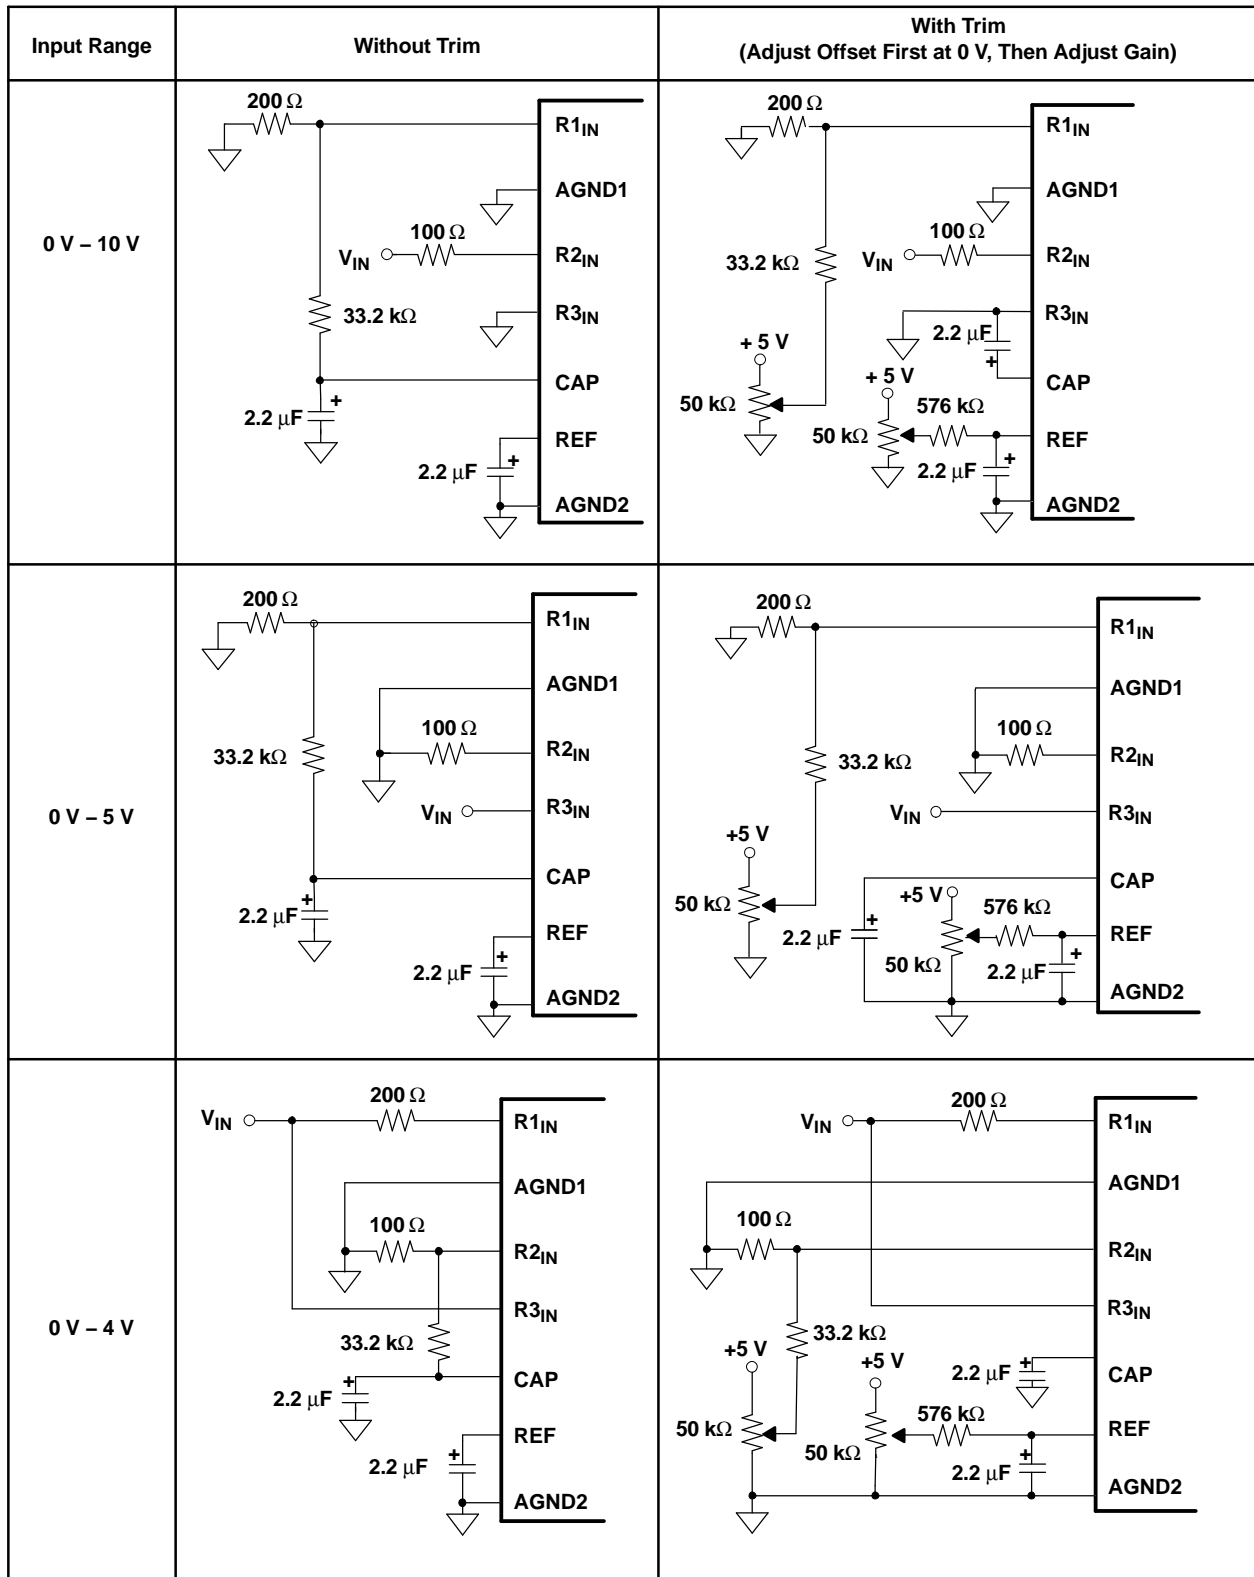 Input Range
Without Trim
With Trim
(Adjust Offset First at 0 V, Then Adjust Gain)
0 V – 10 V
200 Ω
R1IN
AGND1
100 Ω
VIN
R2IN
33.2 kΩ
R3IN
CAP
+
2.2 µF
REF
+
2.2 µF
AGND2
200 Ω
R1IN
AGND1
100 Ω
33.2 kΩ
VIN
R2IN
R3IN
2.2 µF
+
+ 5 V
CAP
+ 5 V
50 kΩ
576 kΩ
50 kΩ
REF
+
2.2 µF
AGND2
0 V – 5 V
200 Ω
R1IN
AGND1
100 Ω
33.2 kΩ
R2IN
VIN
R3IN
CAP
+
2.2 µF
REF
+
2.2 µF
AGND2
200 Ω
R1IN
AGND1
100 Ω
33.2 kΩ
R2IN
VIN
R3IN
+5 V
CAP
+5 V
50 kΩ
576 kΩ
+
2.2 µF
REF
+
50 kΩ
2.2 µF
AGND2
0 V – 4 V
200 Ω
VIN
R1IN
AGND1
100 Ω
R2IN
R3IN
33.2 kΩ
CAP
+
2.2 µF
REF
+
2.2 µF
AGND2
200 Ω
VIN
R1IN
AGND1
100 Ω
R2IN
R3IN
33.2 kΩ
+5 V
+5 V
+
2.2 µF
CAP
576 kΩ
50 kΩ
REF
50 kΩ
+
2.2 µF
AGND2